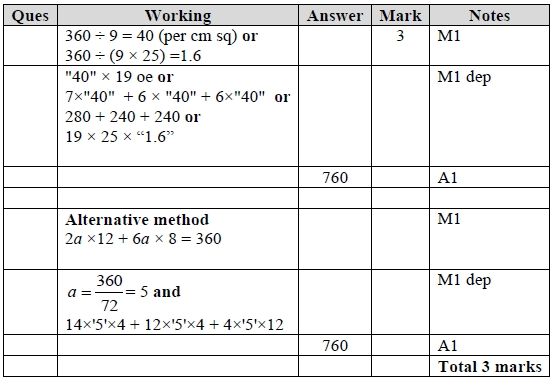 Ques Working Answer Mark Notes
360 ÷ 9 = 40 (per cm sq) or 3 M1
360 ÷ (9 × 25) =1.6
"40" × 19 oe or M1 dep
7×"40" + 6 × "40" + 6×"40" or
280 + 240 + 240 or
19 × 25 × “1.6”
760 A1
Alternative method M1
2a ×12 + 6a × 8 = 360
a = 360/72 = 5 and M1 dep
14×'5'×4 + 12×'5'×4 + 4×'5'×12
760 A1
Total 3 marks